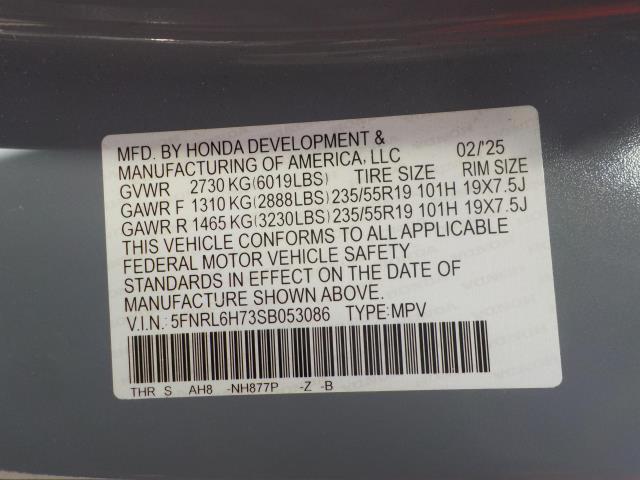 MFD. BY HONDA DEVELOPMENT &
MANUFACTURING OF AMERICA, LLC 02/'25
GVWR 2730 KG(6019LBS) TIRE SIZE RIM SIZE
GAWR F 1310 KG(2888LBS) 235/55R19 101H 19X7.5J
GAWR R 1465 KG(3230LBS) 235/55R19 101H 19X7.5J
THIS VEHICLE CONFORMS TO ALL APPLICABLE
FEDERAL MOTOR VEHICLE SAFETY
STANDARDS IN EFFECT ON THE DATE OF
MANUFACTURE SHOWN ABOVE.
V.I.N.: 5FNRL6H73SB053086 TYPE:MPV
THR S AH8 -NH877P -Z -B